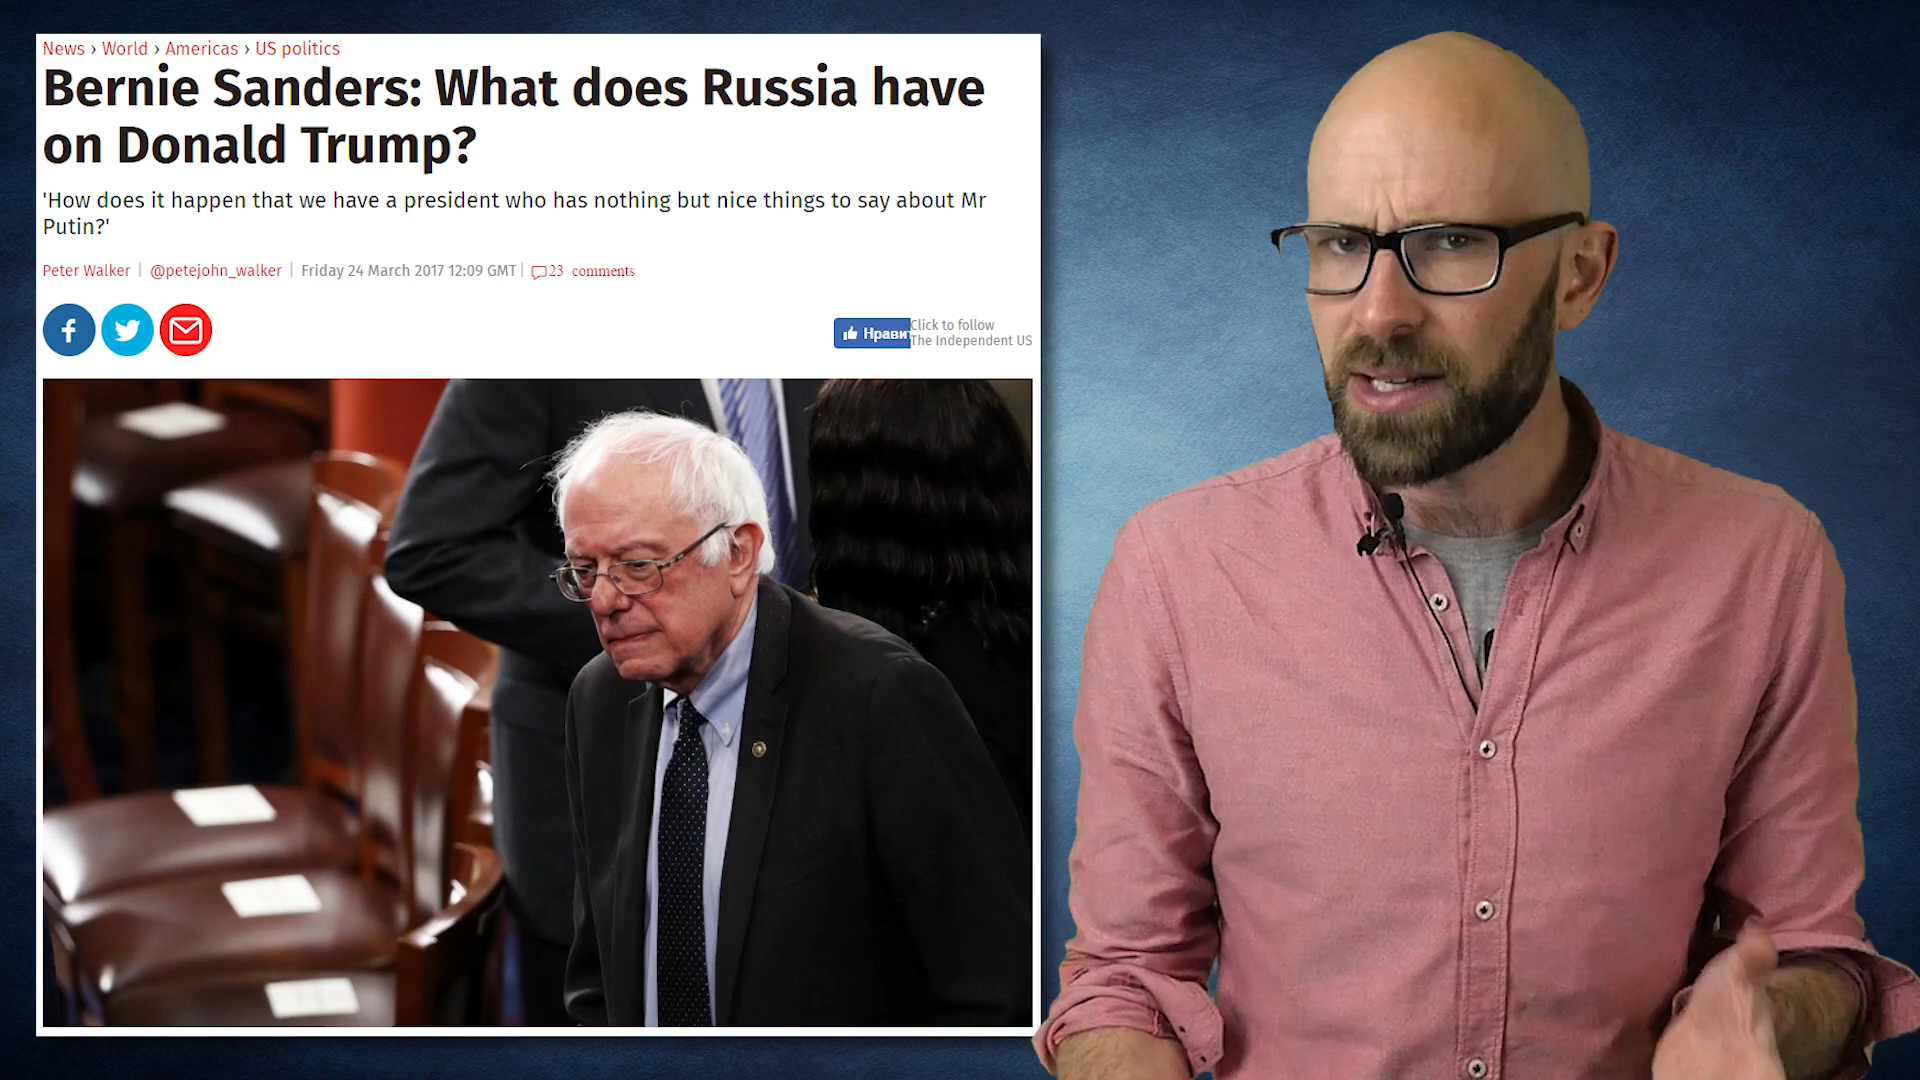 News › World › Americas › US politics
Bernie Sanders: What does Russia have
on Donald Trump?
'How does it happen that we have a president who has nothing but nice things to say about Mr
Putin?'
Peter Walker | @petejohn_walker | Friday 24 March 2017 12:09 GMT | 23 comments
Нрави
Click to follow
The Independent US